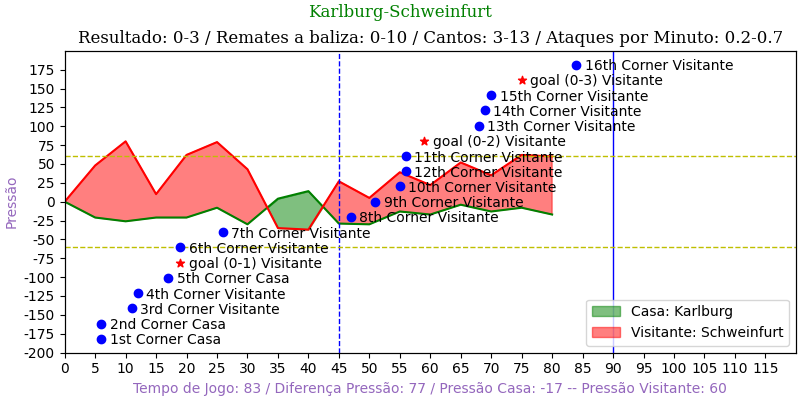 Karlburg-Schweinfurt
Resultado: 0-3 / Remates a baliza: 0-10 / Cantos: 3-13 / Ataques por Minuto: 0.2-0.7
Pressão
175
150
125
100
75
50
25
0
-25
-50
-75
-100
-125
-150
-175
-200
16th Corner Visitante
goal (0-3) Visitante
15th Corner Visitante
14th Corner Visitante
13th Corner Visitante
goal (0-2) Visitante
11th Corner Visitante
12th Corner Visitante
10th Corner Visitante
9th Corner Visitante
8th Corner Visitante
7th Corner Visitante
6th Corner Visitante
goal (0-1) Visitante
5th Corner Casa
4th Corner Visitante
3rd Corner Visitante
2nd Corner Casa
1st Corner Casa
Casa: Karlburg
Visitante: Schweinfurt
0 5 10 15 20 25 30 35 40 45 50 55 60 65 70 75 80 85 90 95 100 105 110 115
Tempo de Jogo: 83 / Diferença Pressão: 77 / Pressão Casa: -17 -- Pressão Visitante: 60